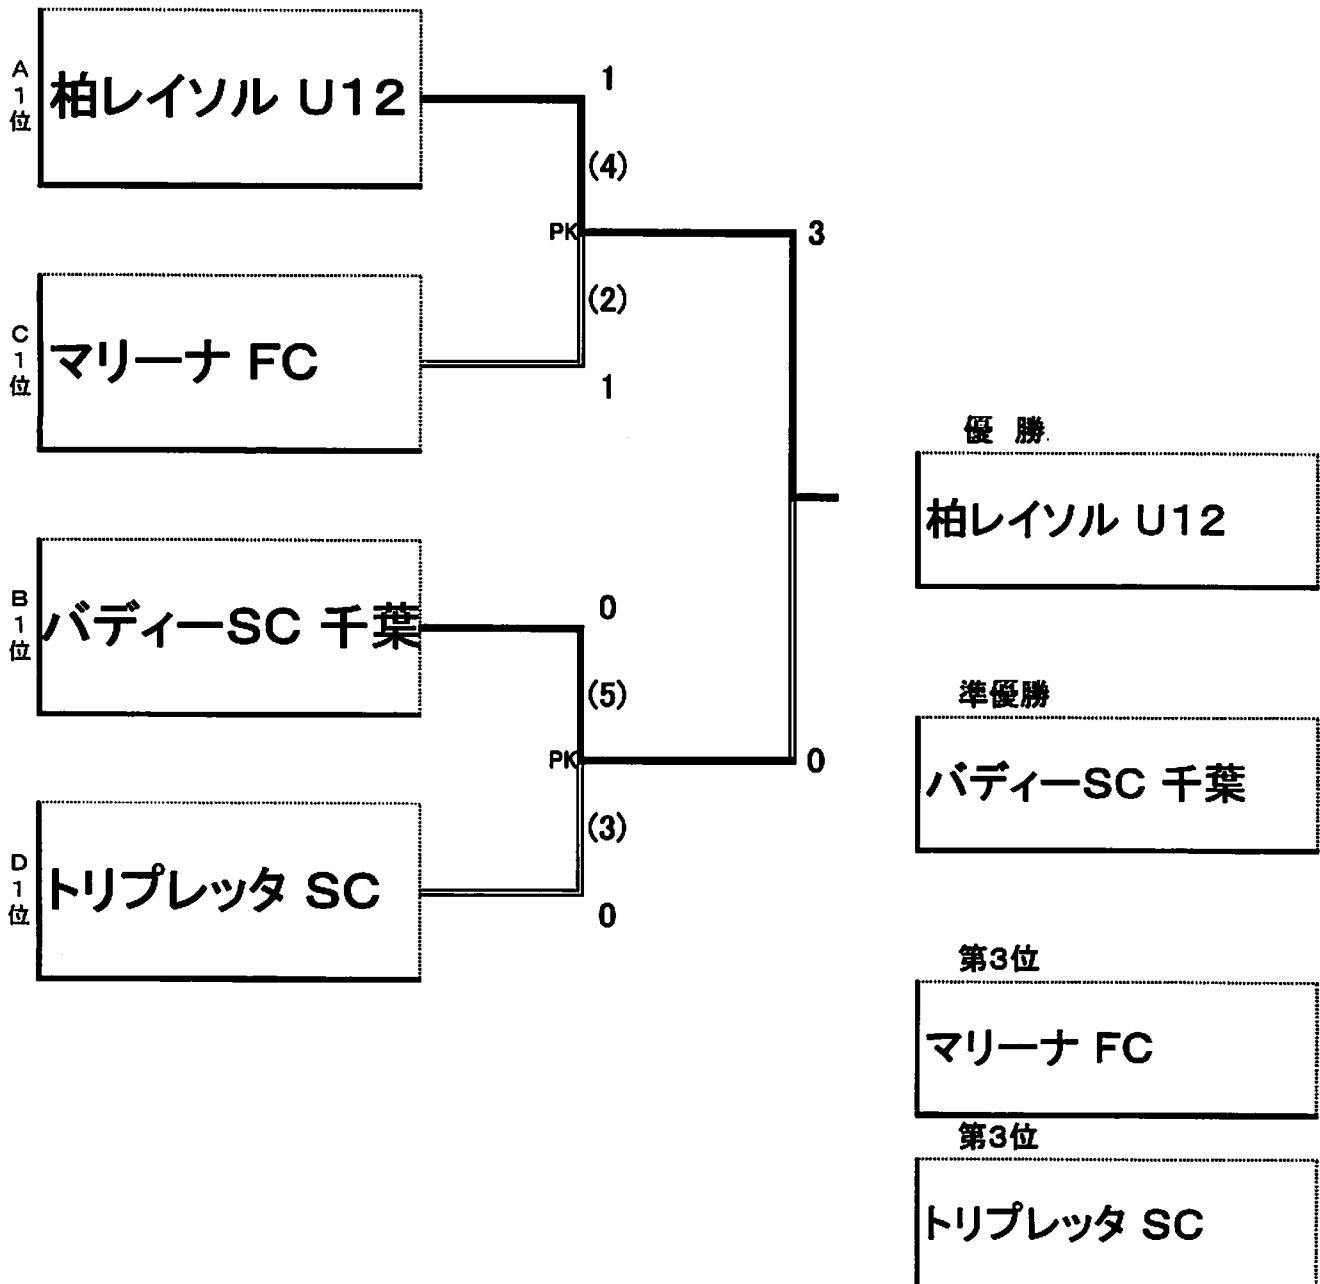 A1位
柏レイソル U12
1
(4)
PK
3
(2)
C1位
マリーナ FC
1
優 勝
柏レイソル U12
B1位
バディーSC 千葉
0
(5)
準優勝
PK
0
バディーSC 千葉
(3)
D1位
トリプレッタ SC
0
第3位
マリーナ FC
第3位
トリプレッタ SC